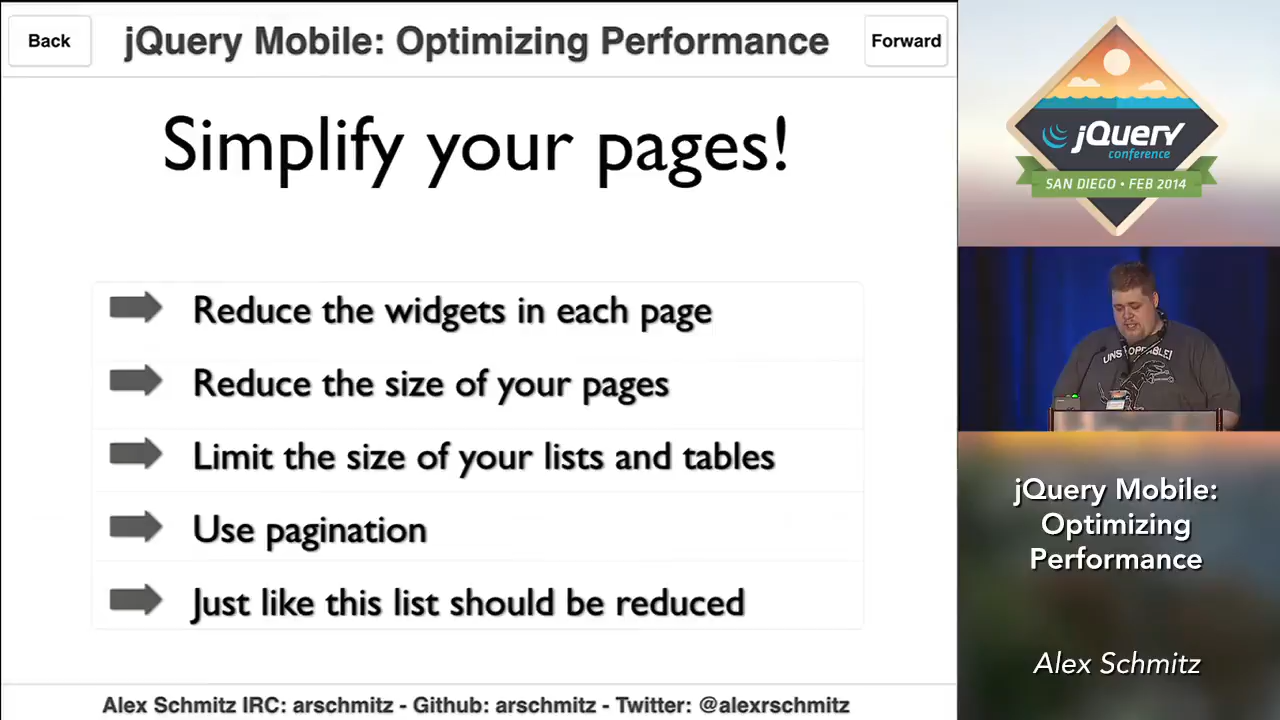 Back
jQuery Mobile: Optimizing Performance
Forward
Simplify your pages!
Reduce the widgets in each page
Reduce the size of your pages
Limit the size of your lists and tables
Use pagination
Just like this list should be reduced
Alex Schmitz IRC: arschmitz - Github: arschmitz - Twitter: @alexrschmitz
jQuery
conference
SAN DIEGO • FEB 2014
UNSTOPPABLE!
jQuery Mobile:
Optimizing
Performance
Alex Schmitz